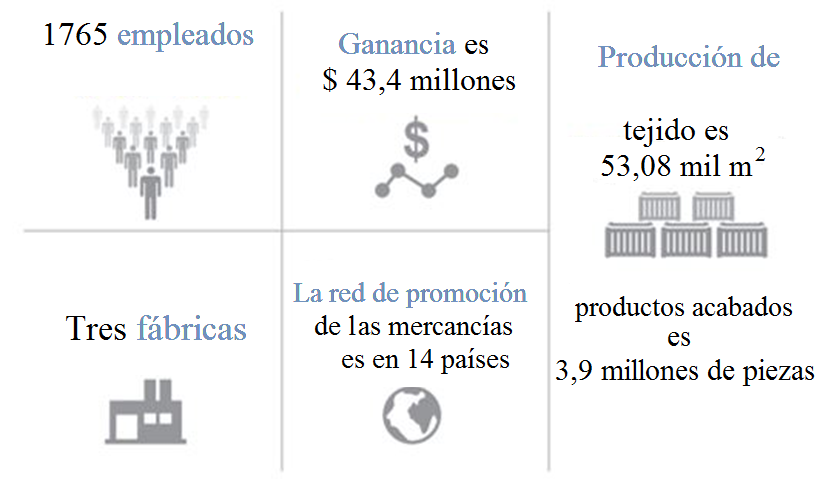 1765 empleados
Ganancia es
$ 43,4 millones
$
Producción de
tejido es
53,08 mil m²
productos acabados
es
3,9 millones de piezas
Tres fábricas
La red de promoción
de las mercancías
es en 14 países